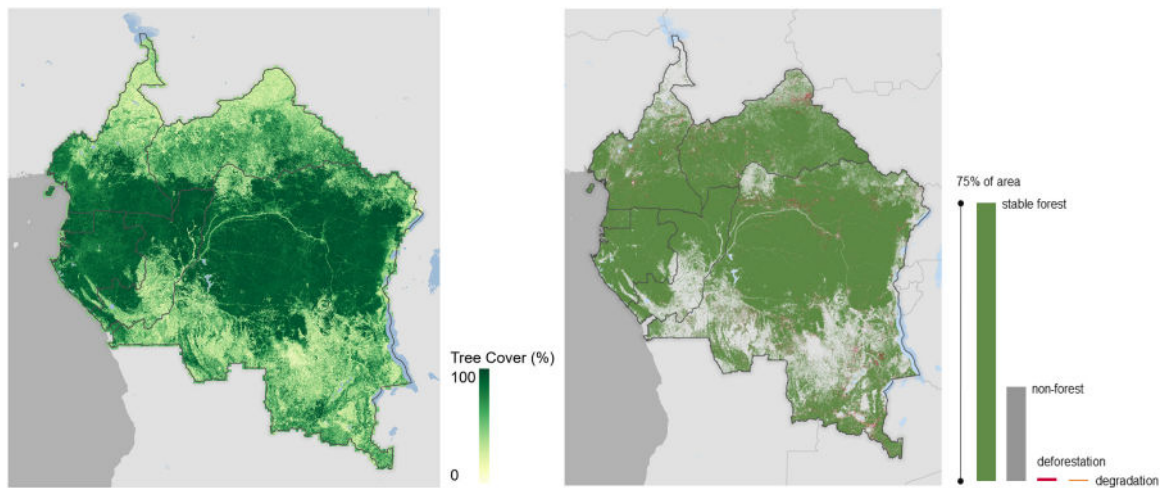 Tree Cover (%)
100
0
75% of area
stable forest
non-forest
deforestation
degradation